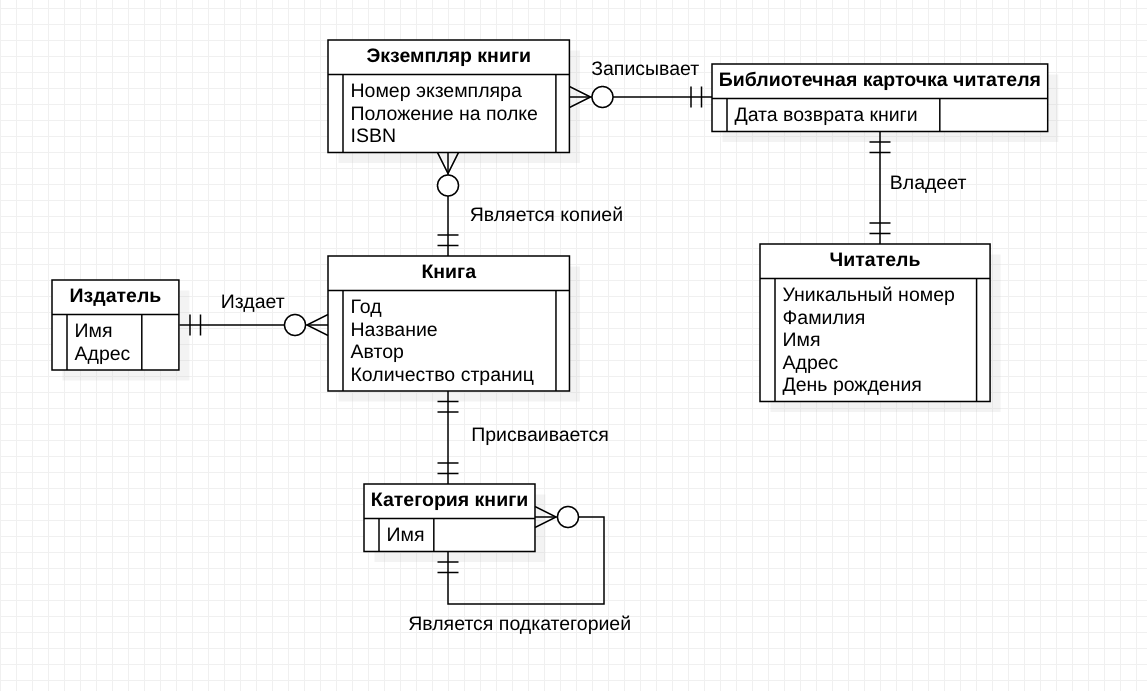 Экземпляр книги
Номер экземпляра
Положение на полке
ISBN
Записывает
Библиотечная карточка читателя
Дата возврата книги
Владеет
Является копией
Читатель
Уникальный номер
Фамилия
Имя
Адрес
День рождения
Издатель
Имя
Адрес
Издает
Книга
Год
Название
Автор
Количество страниц
Присваивается
Категория книги
Имя
Является подкатегорией